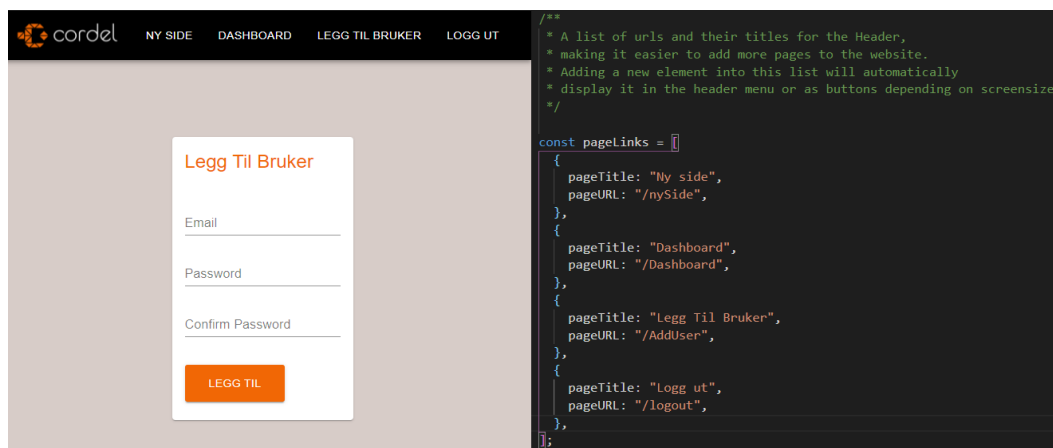 cordel
NY SIDE
DASHBOARD
LEGG TIL BRUKER
LOGG UT
Legg Til Bruker
Email
Password
Confirm Password
LEGG TIL
/**
* A list of urls and their titles for the Header,
* making it easier to add more pages to the website.
* Adding a new element into this list will automatically
* display it in the header menu or as buttons depending on screensize
*/
const pageLinks = [
{
pageTitle: "Ny side",
pageURL: "/nySide",
},
{
pageTitle: "Dashboard",
pageURL: "/Dashboard",
},
{
pageTitle: "Legg Til Bruker",
pageURL: "/AddUser",
},
{
pageTitle: "Logg ut",
pageURL: "/logout",
},
];